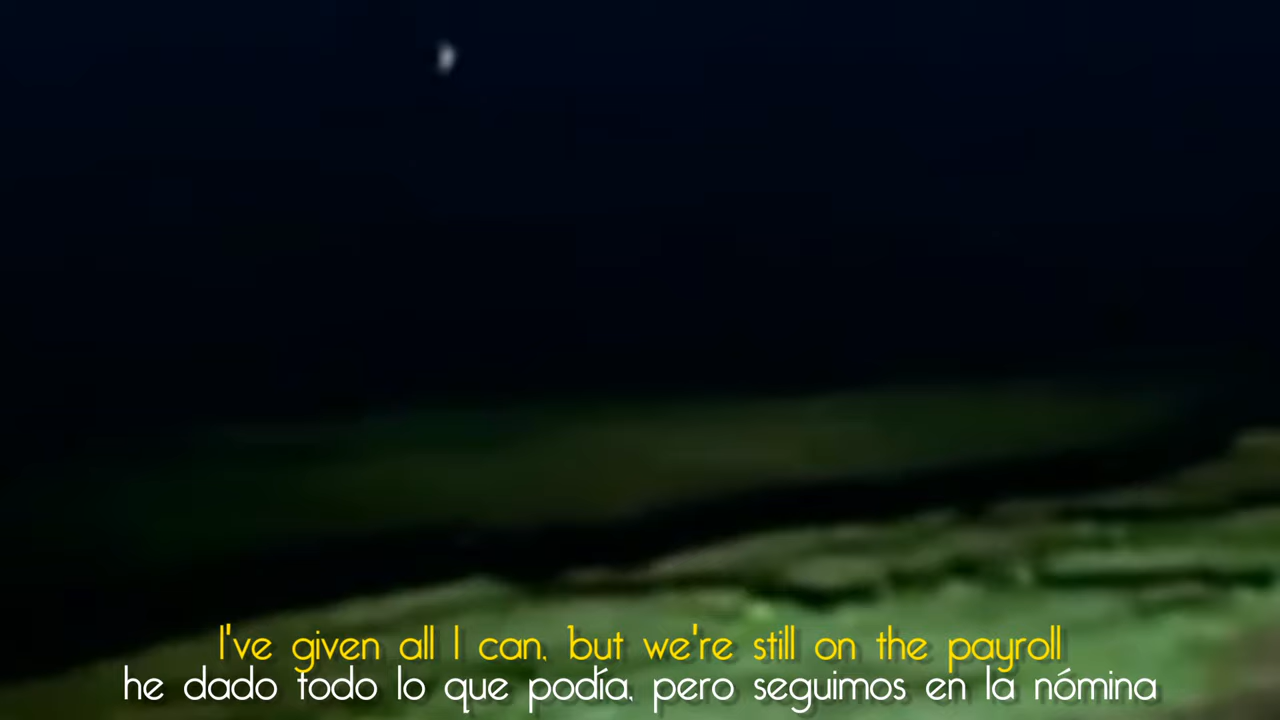 I've given all I can, but we're still on the payroll
he dado todo lo que podía, pero seguimos en la nómina